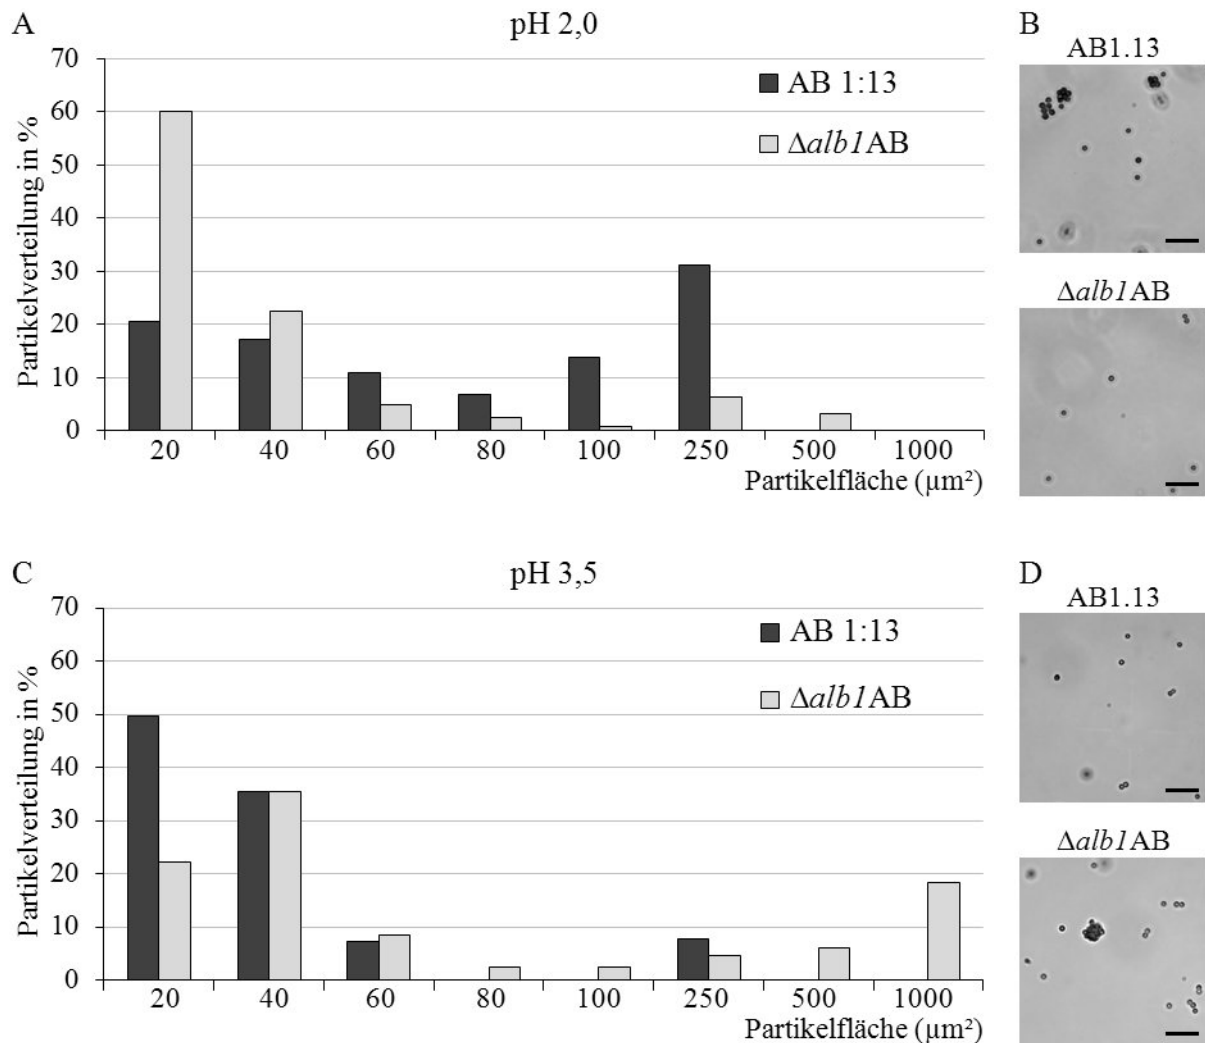 A
pH 2,0
70
60
50
40
30
20
10
0
Partikelverteilung in %
AB 1:13
Δalb1AB
20 40 60 80 100 250 500 1000
Partikelfläche (µm²)
B
AB1.13
Δalb1AB
C
pH 3,5
70
60
50
40
30
20
10
0
Partikelverteilung in %
AB 1:13
Δalb1AB
20 40 60 80 100 250 500 1000
Partikelfläche (µm²)
D
AB1.13
Δalb1AB